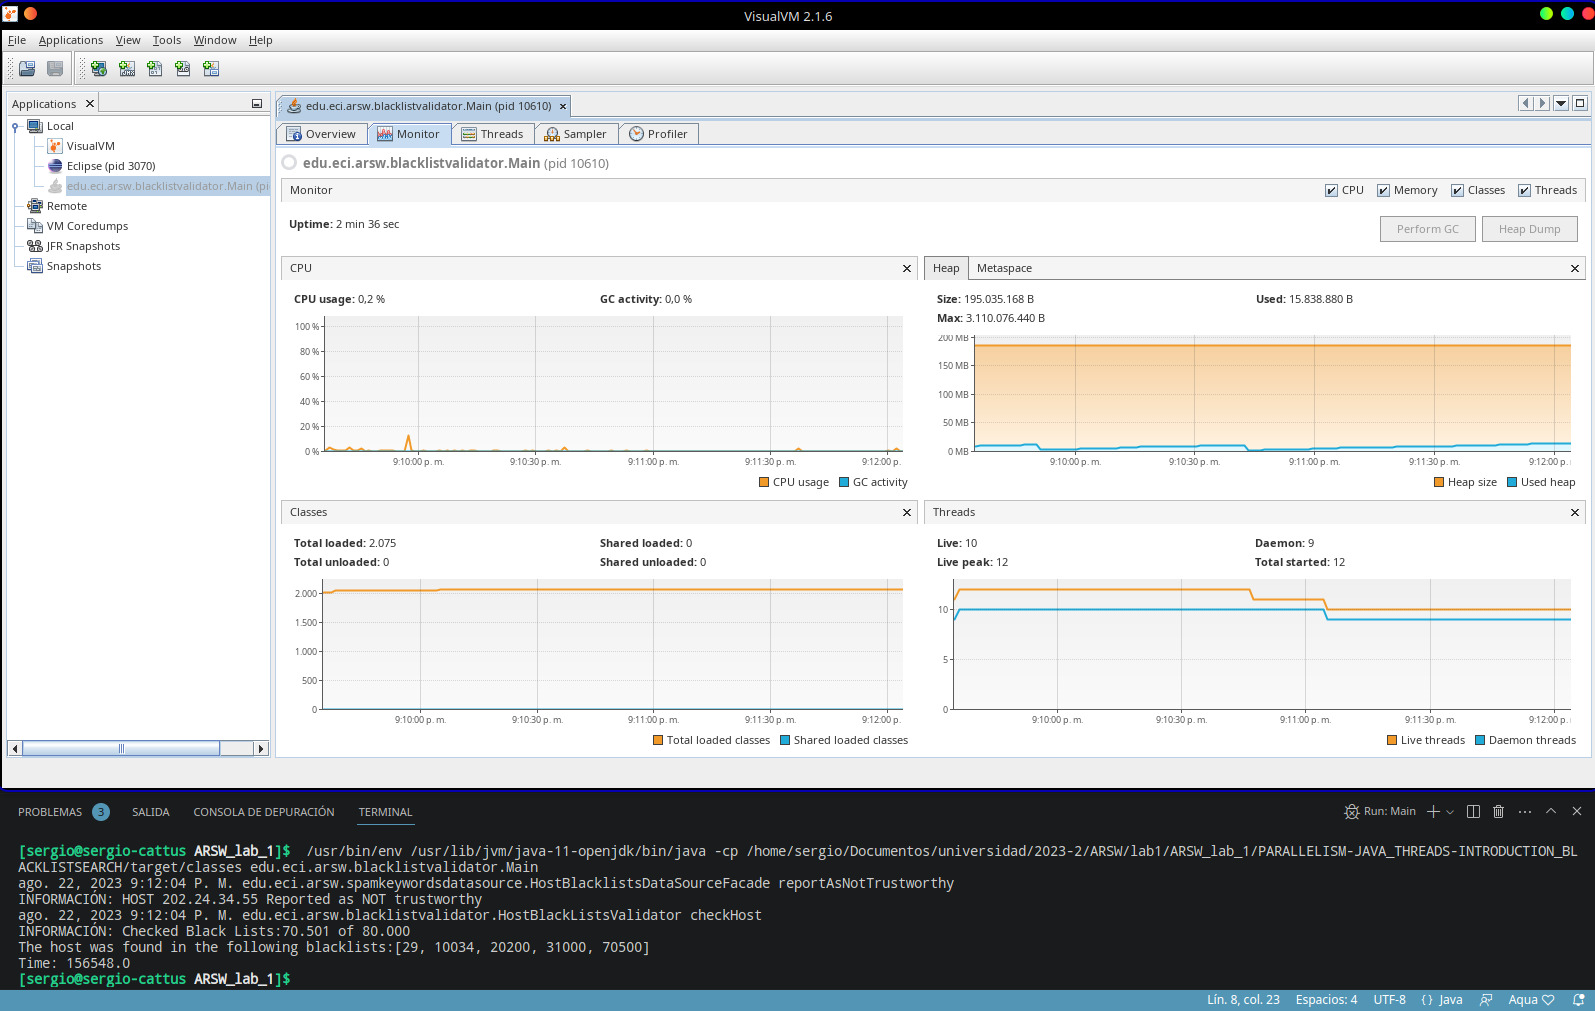 VisualVM 2.1.6
File Applications View Tools Window Help
Applications
Local
VisualVM
Eclipse (pid 3070)
edu.eci.arsw.blacklistvalidator.Main (pi
Remote
VM Coredumps
JFR Snapshots
Snapshots
edu.eci.arsw.blacklistvalidator.Main (pid 10610)
Overview Monitor Threads Sampler Profiler
edu.eci.arsw.blacklistvalidator.Main (pid 10610)
Monitor CPU Memory Classes Threads
Uptime: 2 min 36 sec
Perform GC Heap Dump
CPU
CPU usage: 0,2 % GC activity: 0,0 %
100 %
80 %
60 %
40 %
20 %
0 %
9:10:00 p. m. 9:10:30 p. m. 9:11:00 p. m. 9:11:30 p. m. 9:12:00 p.
CPU usage GC activity
Heap Metaspace
Size: 195.035.168 B Used: 15.838.880 B
Max: 3.110.076.440 B
200 MB
150 MB
100 MB
50 MB
0 MB
9:10:00 p. m. 9:10:30 p. m. 9:11:00 p. m. 9:11:30 p. m. 9:12:00 p.
Heap size Used heap
Classes
Total loaded: 2.075 Shared loaded: 0
Total unloaded: 0 Shared unloaded: 0
2.000
1.500
1.000
500
0
9:10:00 p. m. 9:10:30 p. m. 9:11:00 p. m. 9:11:30 p. m. 9:12:00 p.
Total loaded classes Shared loaded classes
Threads
Live: 10 Daemon: 9
Live peak: 12 Total started: 12
10
5
0
9:10:00 p. m. 9:10:30 p. m. 9:11:00 p. m. 9:11:30 p. m. 9:12:00 p.
Live threads Daemon threads
PROBLEMAS 3 SALIDA CONSOLA DE DEPURACIÓN TERMINAL Run: Main
[sergio@sergio-cattus ARSW_lab_1]$ /usr/bin/env /usr/lib/jvm/java-11-openjdk/bin/java -cp /home/sergio/Documentos/universidad/2023-2/ARSW/lab1/ARSW_lab_1/PARALLELISM-JAVA_THREADS-INTRODUCTION_BL
ACKLISTSEARCH/target/classes edu.eci.arsw.blacklistvalidator.Main
ago. 22, 2023 9:12:04 P. M. edu.eci.arsw.spamkeywordsdatasource.HostBlacklistsDataSourceFacade reportAsNotTrustworthy
INFORMACIÓN: HOST 202.24.34.55 Reported as NOT trustworthy
ago. 22, 2023 9:12:04 P. M. edu.eci.arsw.blacklistvalidator.HostBlackListsValidator checkHost
INFORMACIÓN: Checked Black Lists:70.501 of 80.000
The host was found in the following blacklists:[29, 10034, 20200, 31000, 70500]
Time: 156548.0
[sergio@sergio-cattus ARSW_lab_1]$
Lín. 8, col. 23 Espacios: 4 UTF-8 {} Java Aqua